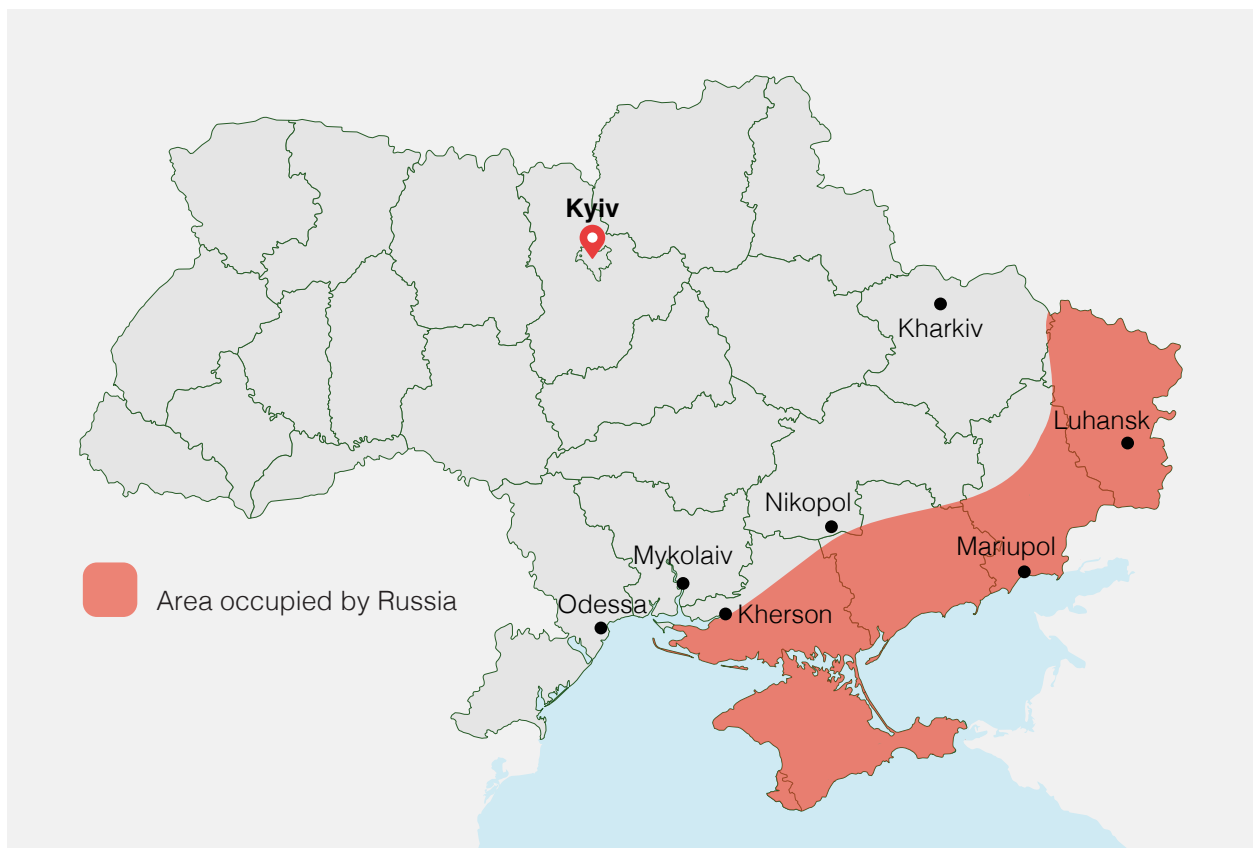 Kyiv
Kharkiv
Luhansk
Nikopol
Mariupol
Mykolaiv
Odessa
Kherson
Area occupied by Russia